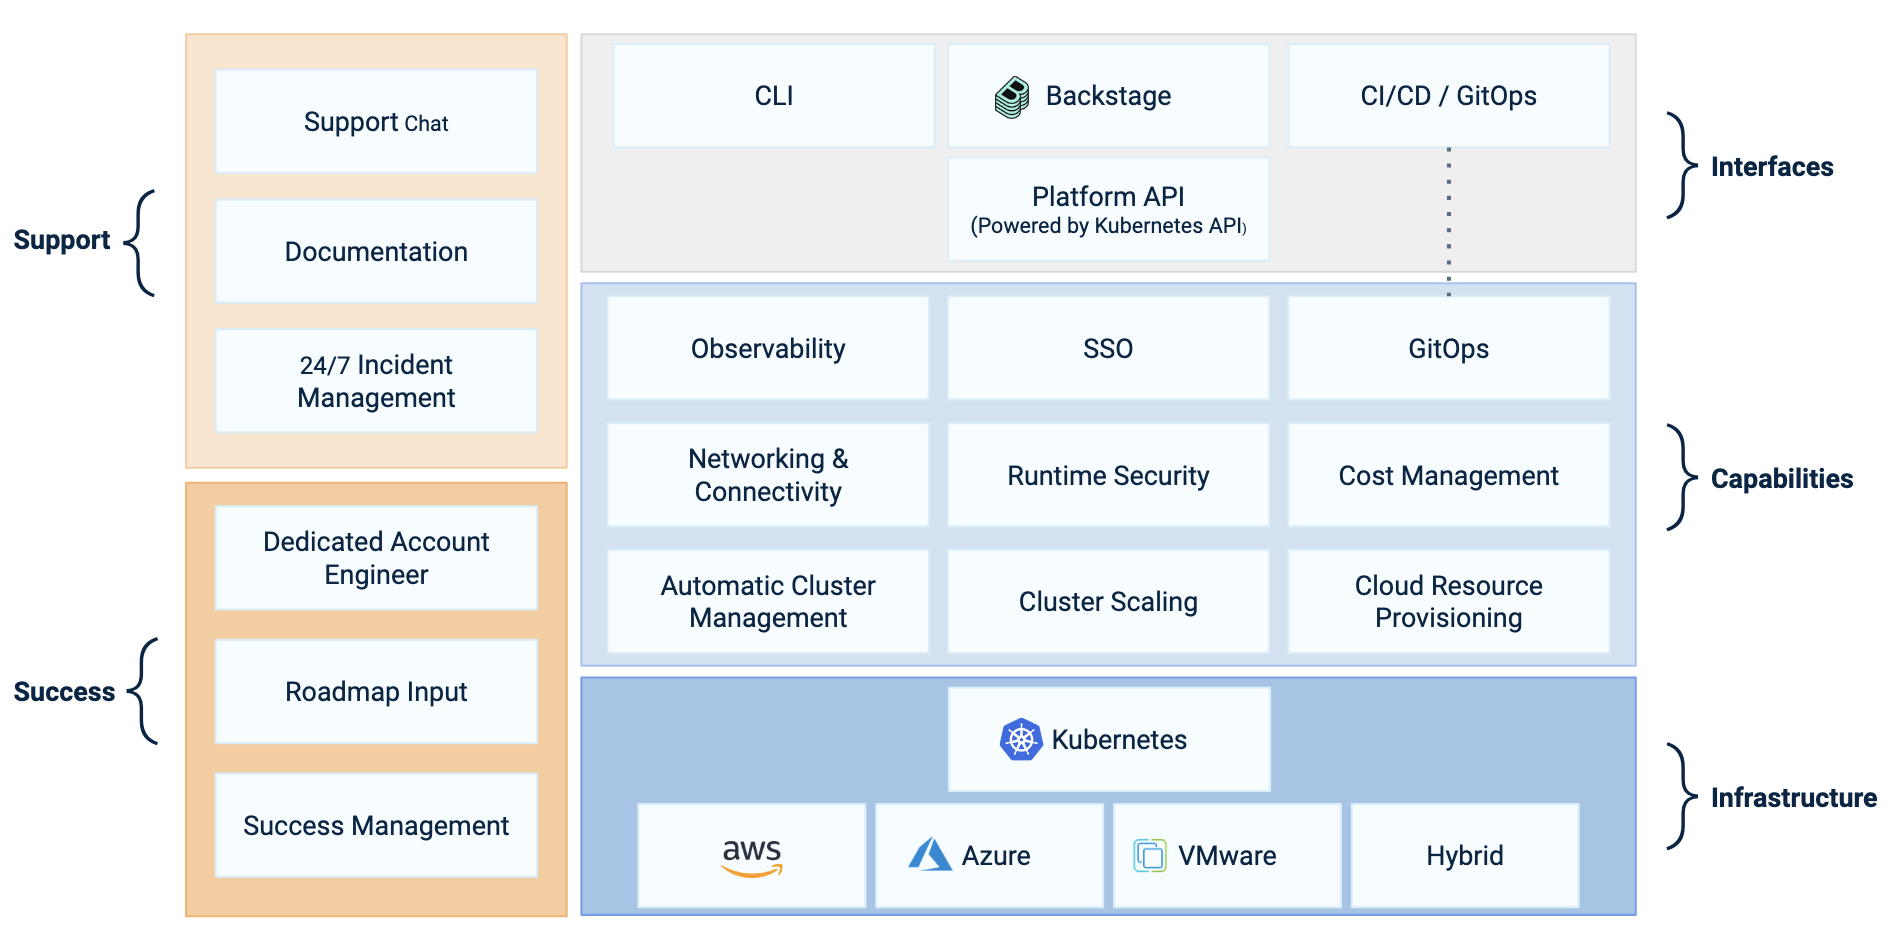 Support
Support Chat
Documentation
24/7 Incident
Management
Success
Dedicated Account
Engineer
Roadmap Input
Success Management
CLI
Backstage
CI/CD / GitOps
Platform API
(Powered by Kubernetes API)
Interfaces
Observability
SSO
GitOps
Networking &
Connectivity
Runtime Security
Cost Management
Automatic Cluster
Management
Cluster Scaling
Cloud Resource
Provisioning
Capabilities
Kubernetes
aws
Azure
VMware
Hybrid
Infrastructure